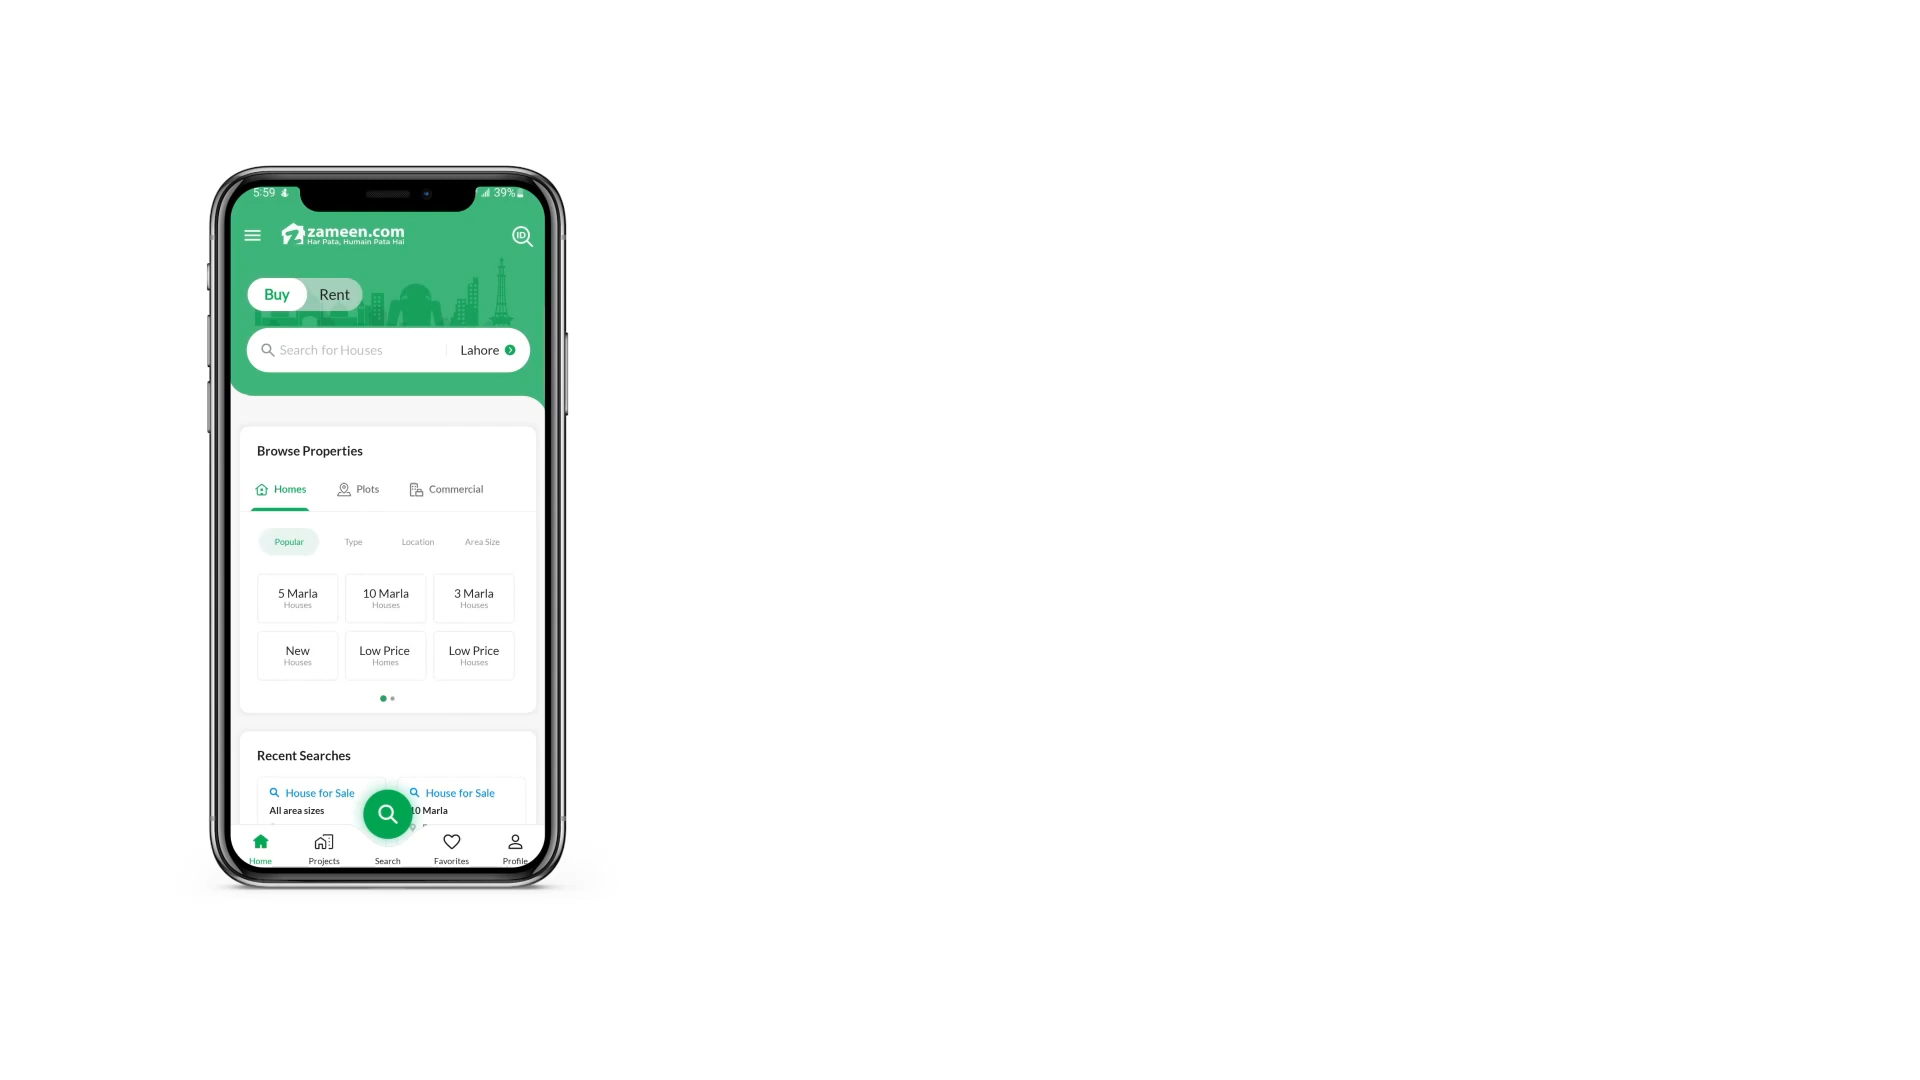 5:59 39%
zameen.com
Har Pata, Humain Pata Hai
ID
Buy Rent
Search for Houses Lahore
Browse Properties
Homes Plots Commercial
Popular Type Location Area Size
5 Marla 10 Marla 3 Marla
Houses Houses Houses
New Low Price Low Price
Houses Homes Houses
Recent Searches
House for Sale House for Sale
All area sizes 10 Marla
Home Projects Search Favorites Profile